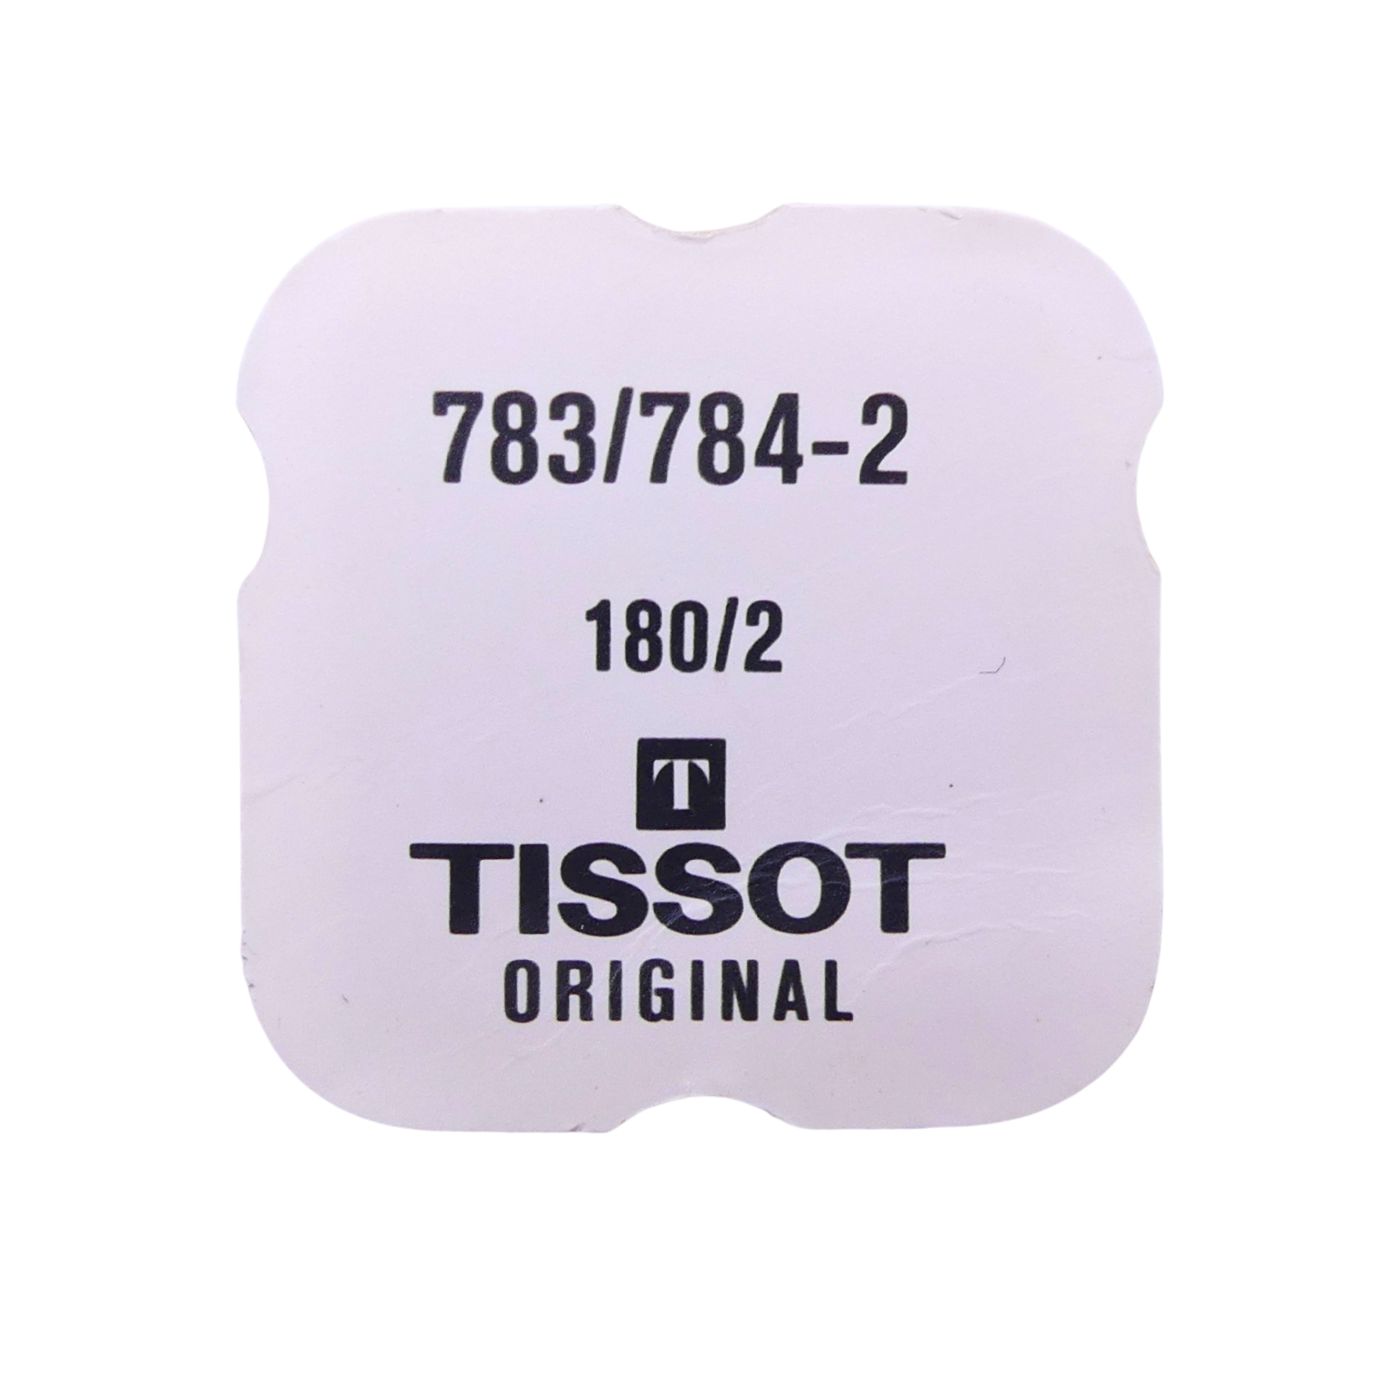 783/784-2
180/2
T
TISSOT
ORIGINAL